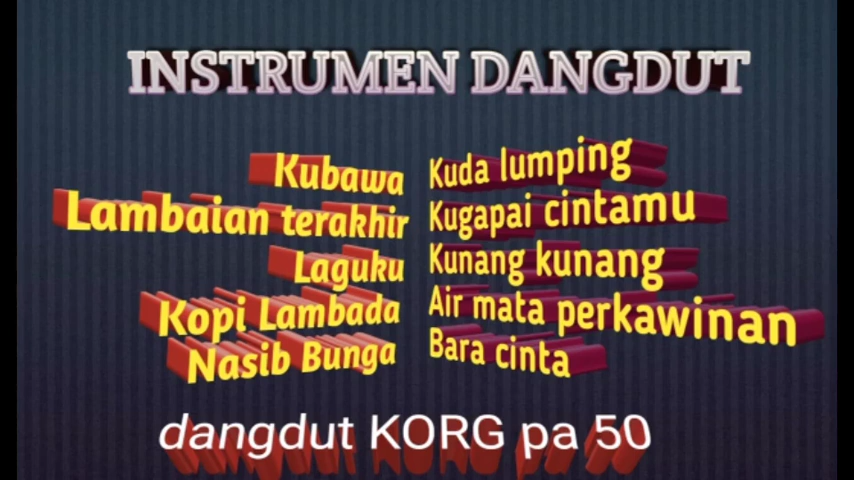 INSTRUMEN DANGDUT
Kubawa
Lambaian terakhir
Laguku
Kopi Lambada
Nasib Bunga
Kuda lumping
Kugapai cintamu
Kunang kunang
Air mata perkawinan
Bara cinta
dangdut KORG pa 50